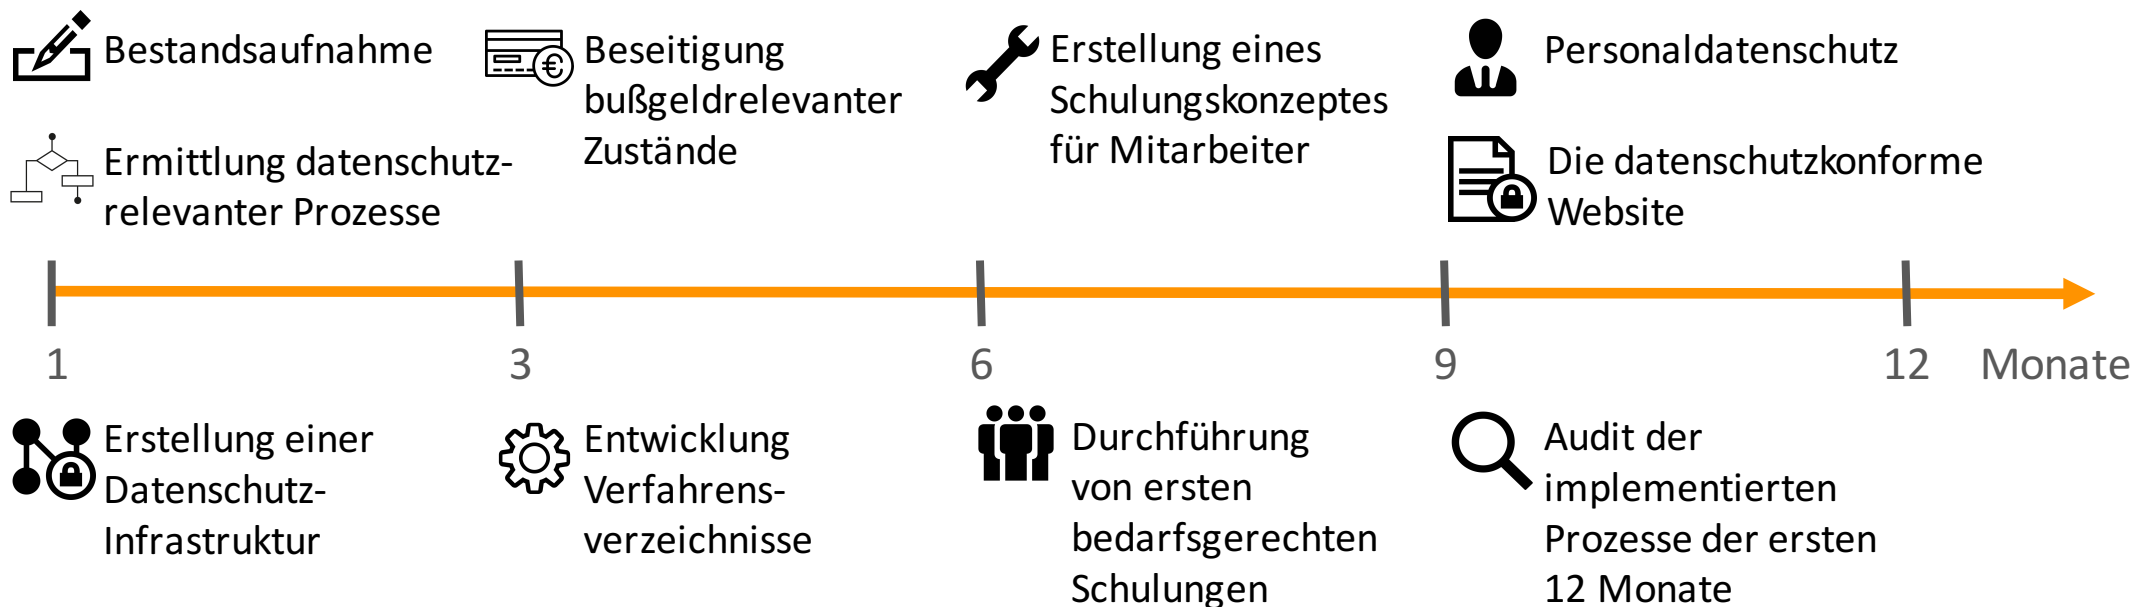 Bestandsaufnahme
Ermittlung datenschutz-
relevanter Prozesse
Beseitigung
bußgeldrelevanter
Zustände
€
Erstellung eines
Schulungskonzeptes
für Mitarbeiter
Personaldatenschutz
Die datenschutzkonforme
Website
1
3
6
9
12
Monate
Erstellung einer
Datenschutz-
Infrastruktur
Entwicklung
Verfahrens-
verzeichnisse
Durchführung
von ersten
bedarfsgerechten
Schulungen
Audit der
implementierten
Prozesse der ersten
12 Monate